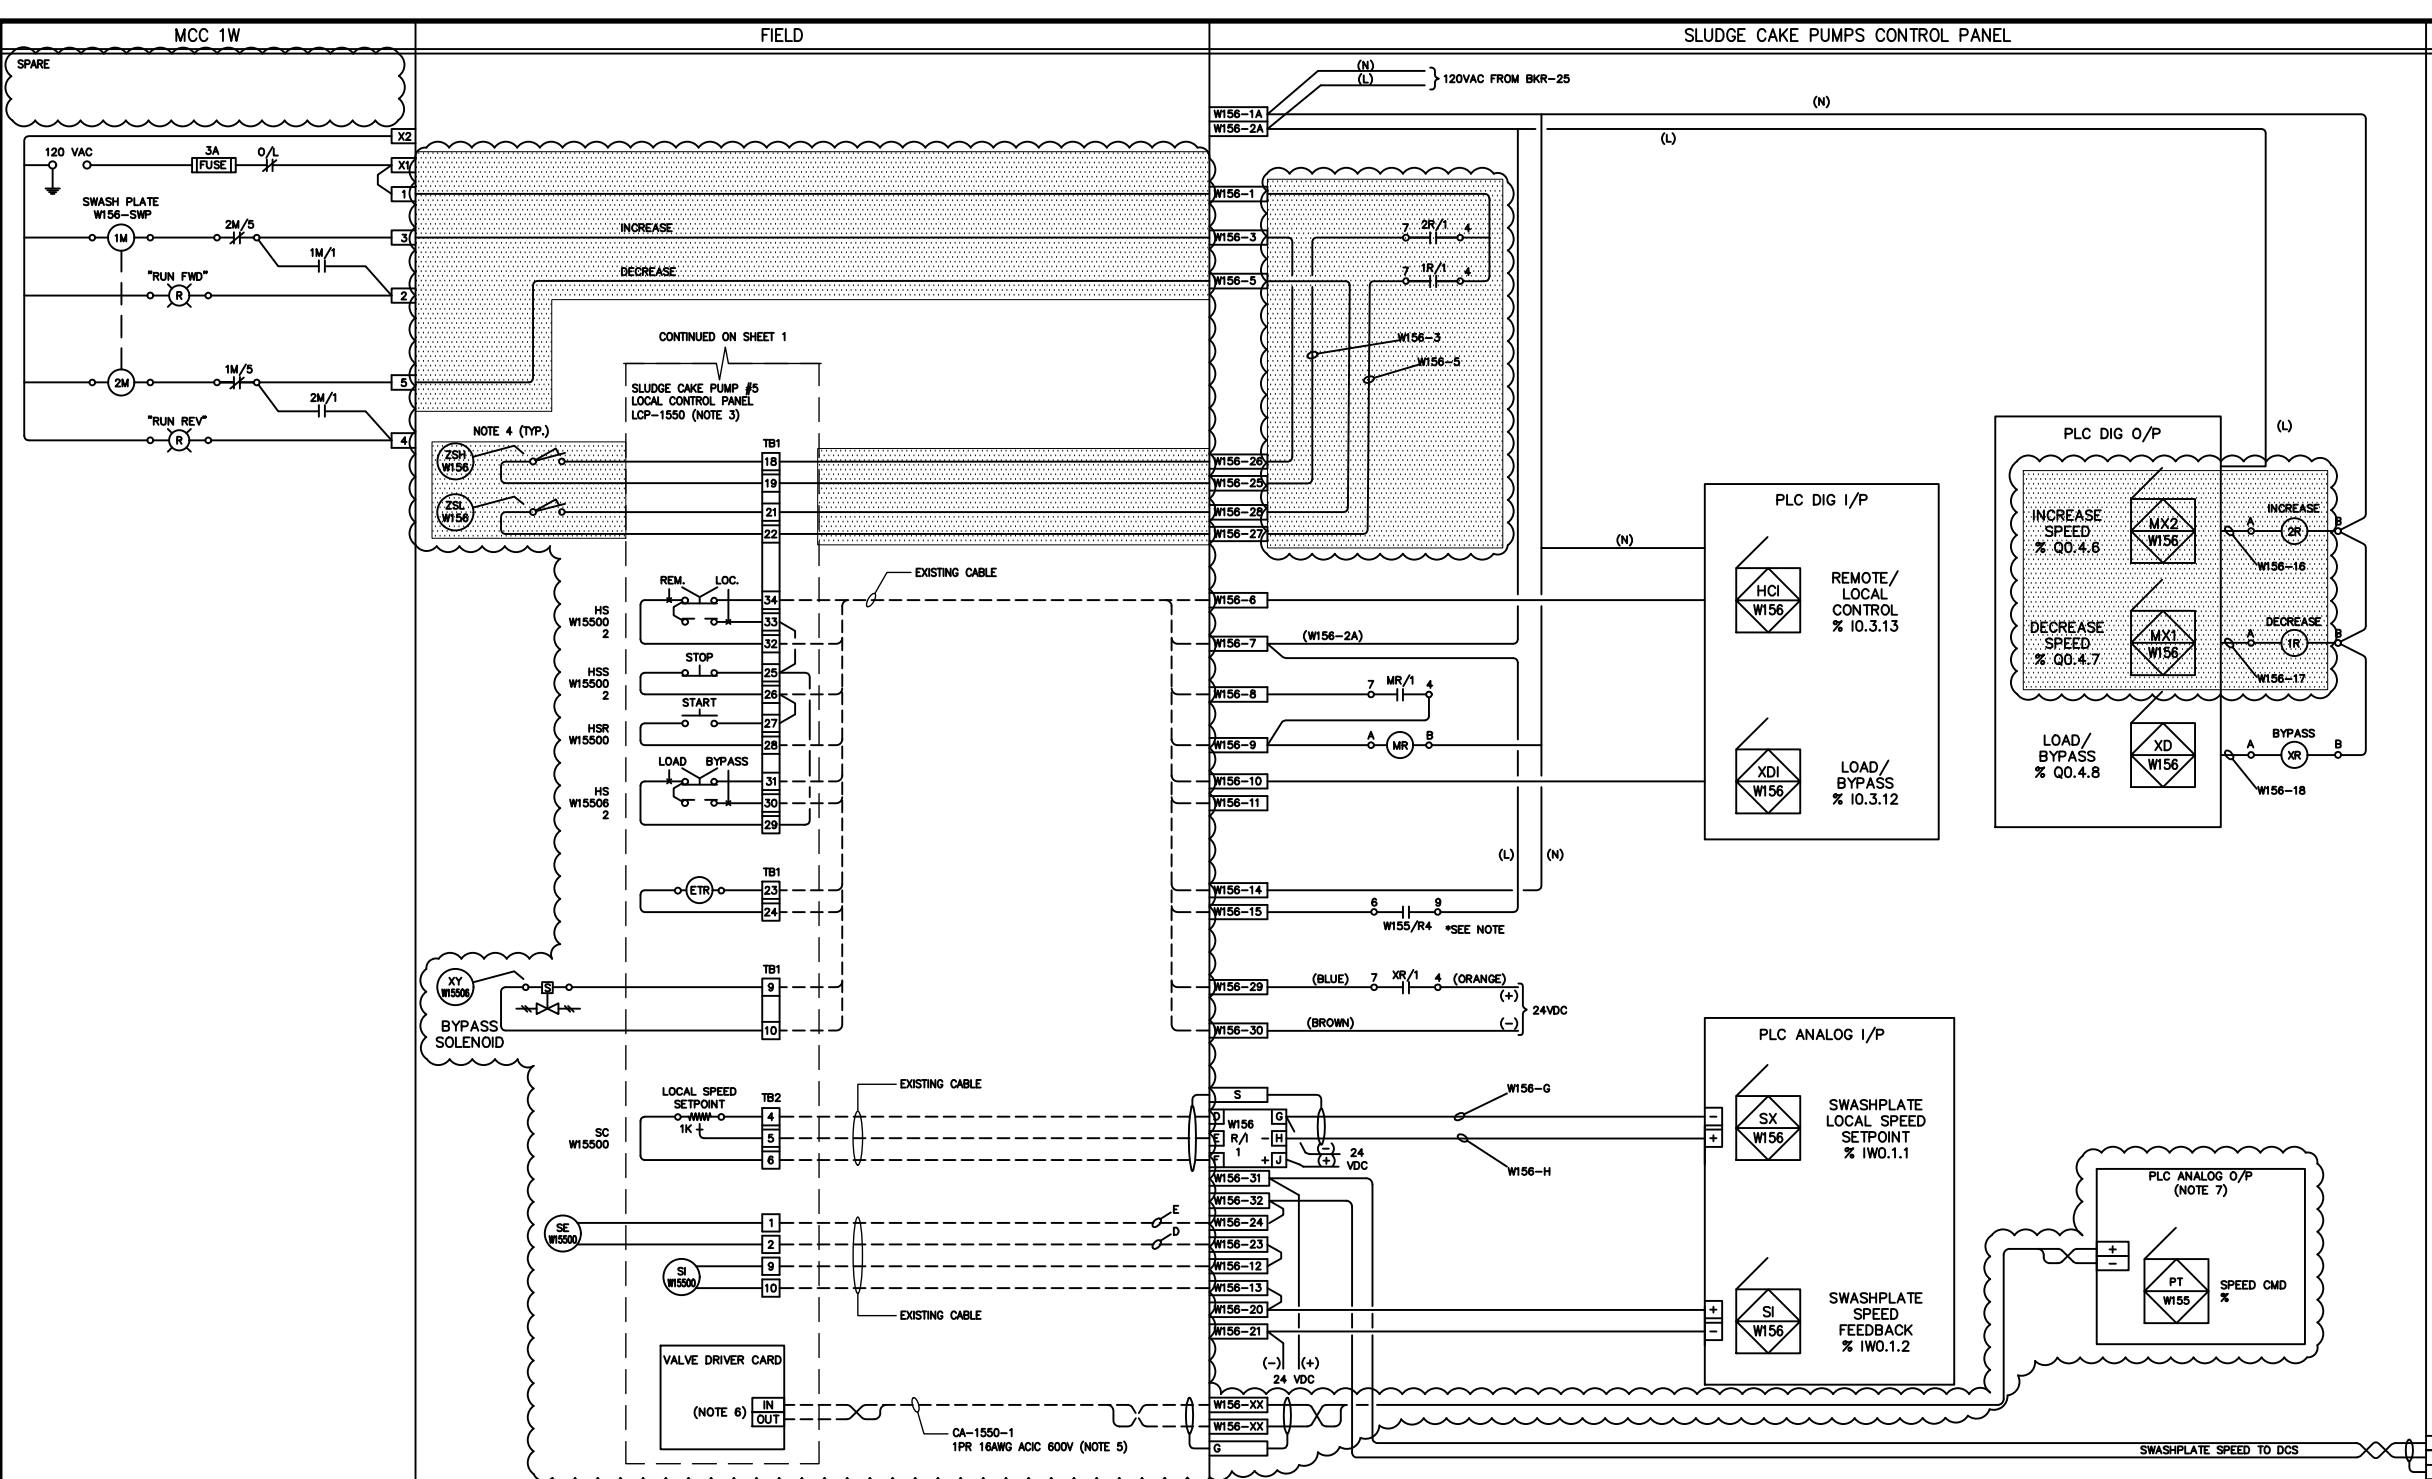 MCC 1W
FIELD
SLUDGE CAKE PUMPS CONTROL PANEL
SPARE
X2
120 VAC
3A
FUSE
O/L
X1
1
SWASH PLATE
W156-SWP
1M
2M/5
3
1M/1
"RUN FWD"
R
2
2M
1M/5
5
2M/1
"RUN REV"
R
4
INCREASE
DECREASE
CONTINUED ON SHEET 1
SLUDGE CAKE PUMP #5
LOCAL CONTROL PANEL
LCP-1550 (NOTE 3)
NOTE 4 (TYP.)
TB1
ZSH
W156
18
19
ZSL
W156
21
22
EXISTING CABLE
REM.
LOC.
HS
W15500
2
34
33
32
STOP
HSS
W15500
2
25
26
START
HSR
W15500
27
28
LOAD
BYPASS
HS
W15506
2
31
30
29
TB1
ETR
23
24
TB1
XY
W15506
S
9
10
BYPASS
SOLENOID
EXISTING CABLE
LOCAL SPEED
SETPOINT
TB2
1K
SC
W15500
4
5
6
SE
W15500
1
2
E
D
SI
W15500
9
10
EXISTING CABLE
VALVE DRIVER CARD
(NOTE 6)
IN
OUT
CA-1550-1
1PR 16AWG ACIC 600V (NOTE 5)
(N)
(L)
120VAC FROM BKR-25
W156-1A
W156-2A
(N)
(L)
W156-1
W156-3
W156-5
7
2R/1
4
7
1R/1
4
W156-3
W156-5
W156-26
W156-25
W156-28
W156-27
W156-6
W156-7
(W156-2A)
W156-8
7
MR/1
4
W156-9
A
MR
B
W156-10
W156-11
(L)
(N)
W156-14
W156-15
6
9
W155/R4
*SEE NOTE
W156-29
(BLUE)
7
XR/1
4
(ORANGE)
(+)
24VDC
W156-30
(BROWN)
(-)
S
D
W156
G
E
R/I
-
H
F
1
+
J
(-)
(+)
24
VDC
W156-G
W156-H
W156-31
W156-32
W156-24
W156-23
W156-12
W156-13
W156-20
W156-21
(-)
(+)
24 VDC
W156-XX
W156-XX
G
(N)
PLC DIG I/P
HCI
W156
REMOTE/
LOCAL
CONTROL
% I0.3.13
XDI
W156
LOAD/
BYPASS
% I0.3.12
PLC DIG O/P
(L)
INCREASE
SPEED
% Q0.4.6
MX2
W156
A
INCREASE
2R
B
W156-16
DECREASE
SPEED
% Q0.4.7
MX1
W156
A
DECREASE
1R
B
W156-17
LOAD/
BYPASS
% Q0.4.8
XD
W156
A
BYPASS
XR
B
W156-18
PLC ANALOG I/P
-
+
SX
W156
SWASHPLATE
LOCAL SPEED
SETPOINT
% IW0.1.1
+
-
SI
W156
SWASHPLATE
SPEED
FEEDBACK
% IW0.1.2
PLC ANALOG O/P
(NOTE 7)
+
-
PT
W155
SPEED CMD
%
SWASHPLATE SPEED TO DCS